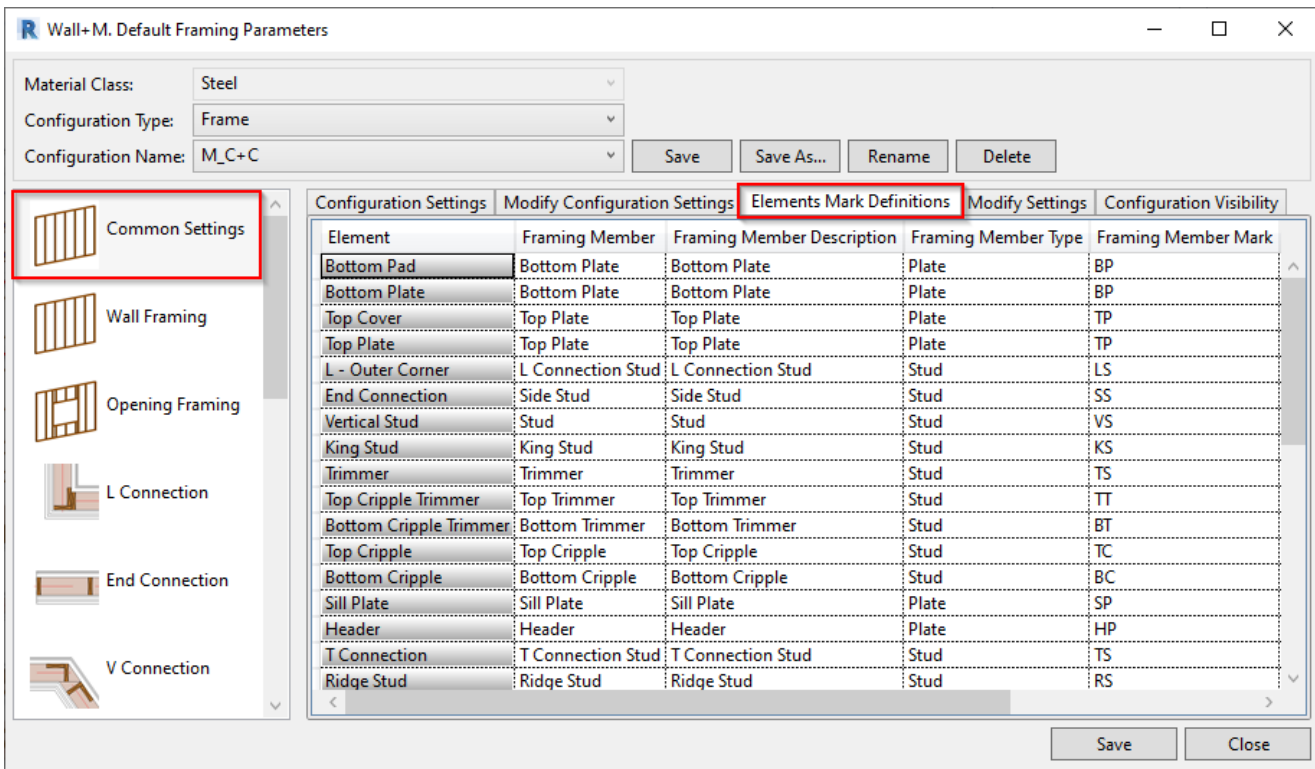 Wall+M. Default Framing Parameters
Material Class: Steel
Configuration Type: Frame
Configuration Name: M_C+C Save Save As... Rename Delete
Common Settings
Wall Framing
Opening Framing
L Connection
End Connection
V Connection
Configuration Settings Modify Configuration Settings Elements Mark Definitions Modify Settings Configuration Visibility
Element Framing Member Framing Member Description Framing Member Type Framing Member Mark
Bottom Pad Bottom Plate Bottom Plate Plate BP
Bottom Plate Bottom Plate Bottom Plate Plate BP
Top Cover Top Plate Top Plate Plate TP
Top Plate Top Plate Top Plate Plate TP
L - Outer Corner L Connection Stud L Connection Stud Stud LS
End Connection Side Stud Side Stud Stud SS
Vertical Stud Stud Stud Stud VS
King Stud King Stud King Stud Stud KS
Trimmer Trimmer Trimmer Stud TS
Top Cripple Trimmer Top Trimmer Top Trimmer Stud TT
Bottom Cripple Trimmer Bottom Trimmer Bottom Trimmer Stud BT
Top Cripple Top Cripple Top Cripple Stud TC
Bottom Cripple Bottom Cripple Bottom Cripple Stud BC
Sill Plate Sill Plate Sill Plate Plate SP
Header Header Header Plate HP
T Connection T Connection Stud T Connection Stud Stud TS
Ridge Stud Ridge Stud Ridge Stud Stud RS
Save Close